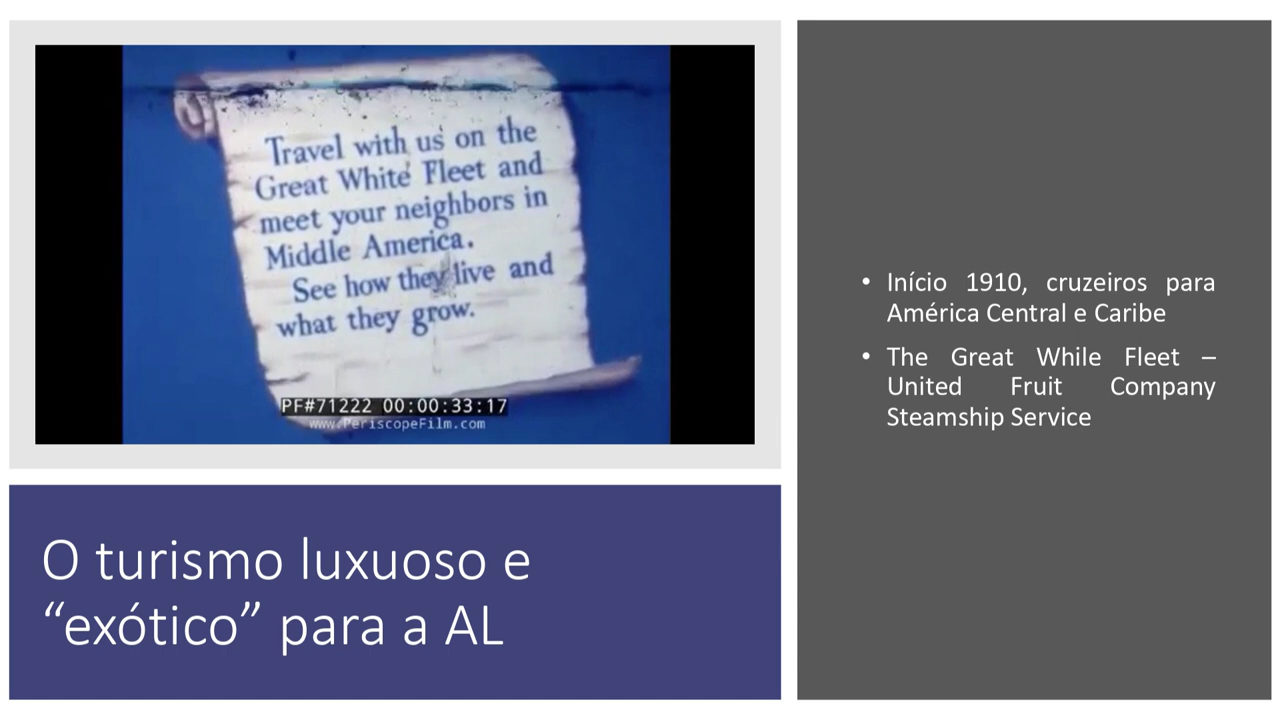 Travel with us on the
Great White Fleet and
meet your neighbors in
Middle America.
See how they live and
what they grow.
PF#71222 00:00:33:17
www.PeriscopeFilm.com
O turismo luxuoso e
“exótico” para a AL
• Início 1910, cruzeiros para
América Central e Caribe
• The Great While Fleet –
United Fruit Company
Steamship Service